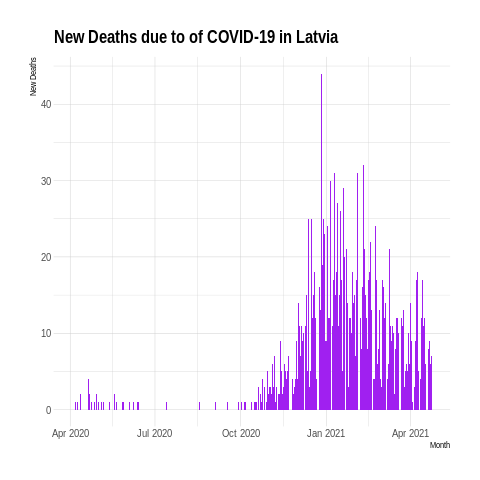 New Deaths due to of COVID-19 in Latvia
New Deaths
40
30
20
10
0
Apr 2020 Jul 2020 Oct 2020 Jan 2021 Apr 2021
Month